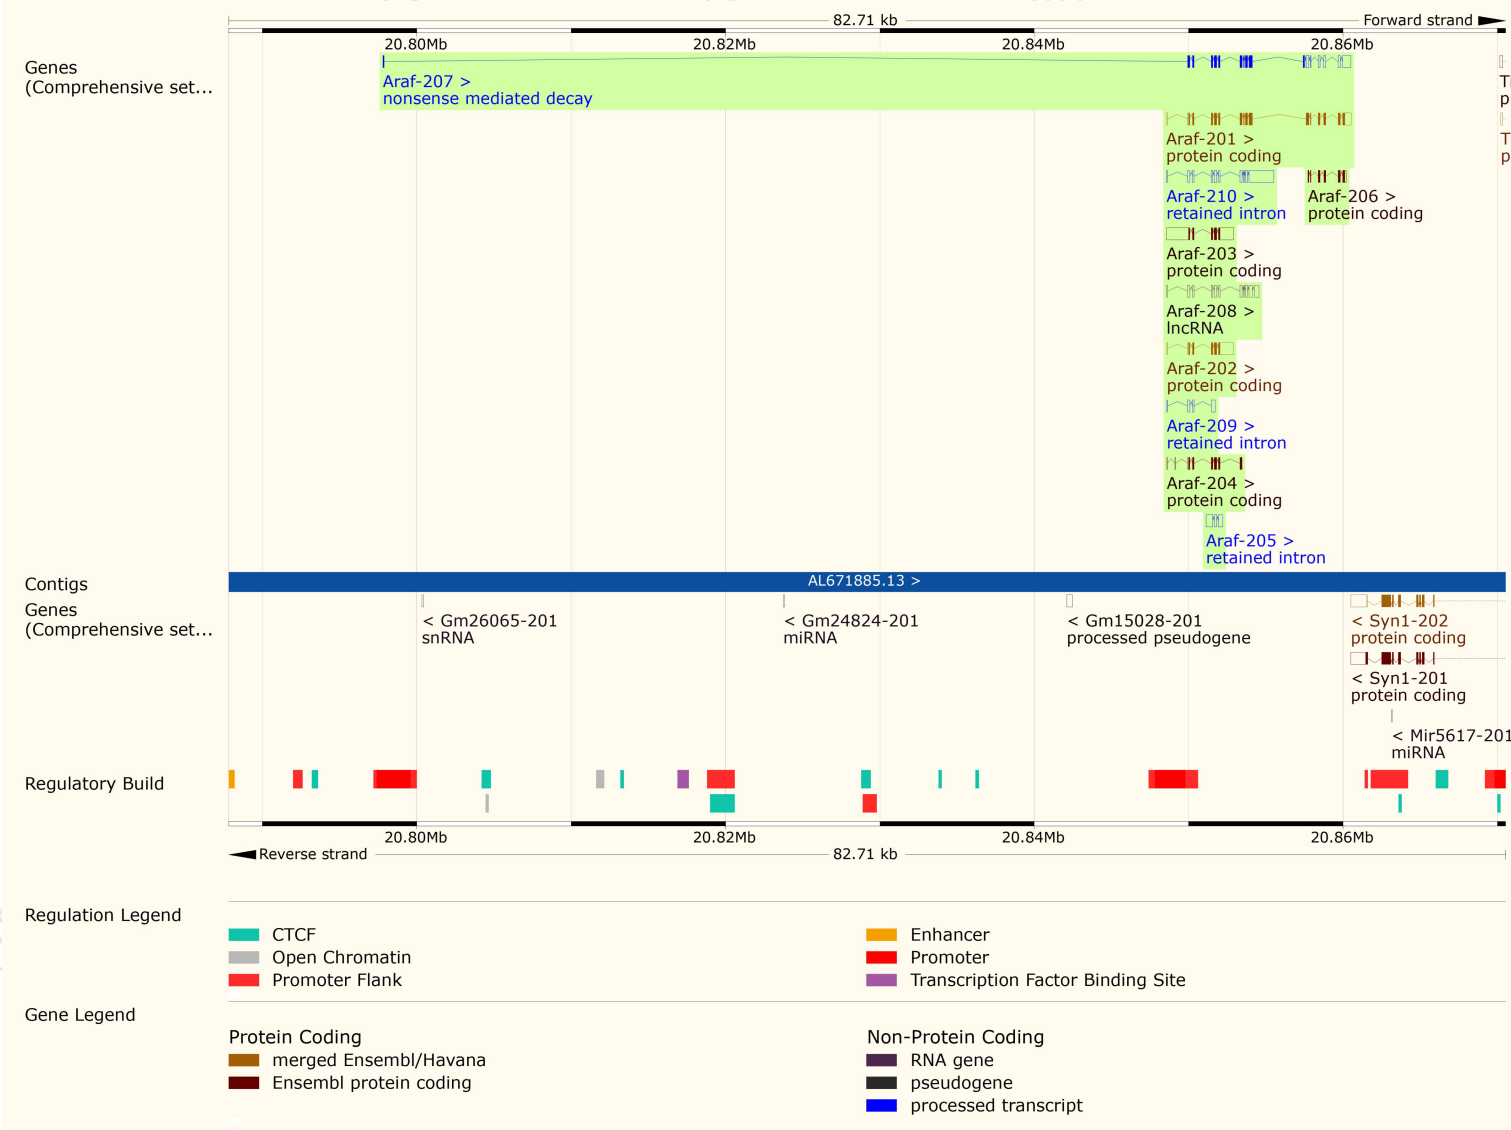 82.71 kb
Forward strand
20.80Mb 20.82Mb 20.84Mb 20.86Mb
Genes
(Comprehensive set...
Araf-207 >
nonsense mediated decay
T
p
Araf-201 >
protein coding
T
p
Araf-210 >
retained intron
Araf-206 >
protein coding
Araf-203 >
protein coding
Araf-208 >
lncRNA
Araf-202 >
protein coding
Araf-209 >
retained intron
Araf-204 >
protein coding
Araf-205 >
retained intron
Contigs
AL671885.13 >
Genes
(Comprehensive set...
< Gm26065-201
snRNA
< Gm24824-201
miRNA
< Gm15028-201
processed pseudogene
< Syn1-202
protein coding
< Syn1-201
protein coding
< Mir5617-201
miRNA
Regulatory Build
20.80Mb 20.82Mb 20.84Mb 20.86Mb
Reverse strand
82.71 kb
Regulation Legend
CTCF
Open Chromatin
Promoter Flank
Enhancer
Promoter
Transcription Factor Binding Site
Gene Legend
Protein Coding
merged Ensembl/Havana
Ensembl protein coding
Non-Protein Coding
RNA gene
pseudogene
processed transcript